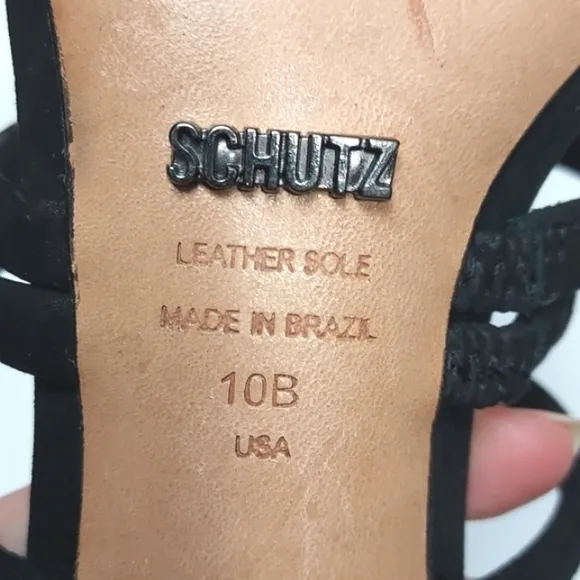 SCHUTZ
LEATHER SOLE
MADE IN BRAZIL
10B
USA